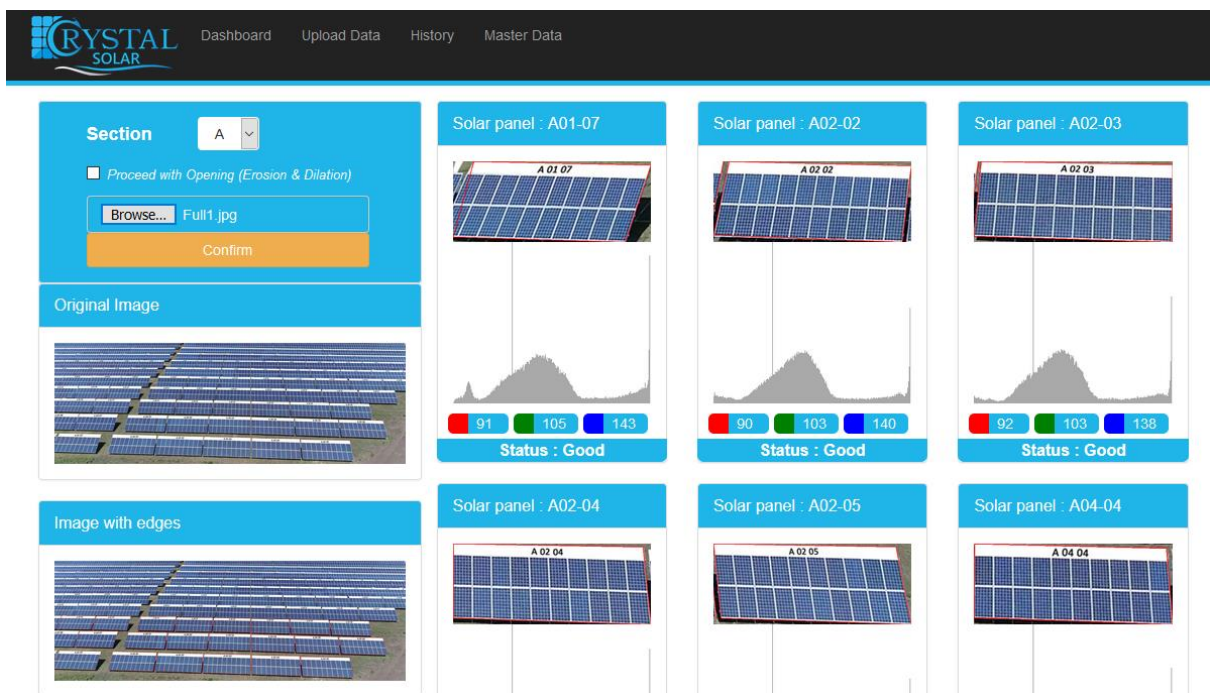 CRYSTAL
SOLAR
Dashboard Upload Data History Master Data
Section A
Proceed with Opening (Erosion & Dilation)
Browse... Full1.jpg
Confirm
Original Image
Image with edges
Solar panel : A01-07
A 01 07
91 105 143
Status : Good
Solar panel : A02-02
A 02 02
90 103 140
Status : Good
Solar panel : A02-03
A 02 03
92 103 138
Status : Good
Solar panel : A02-04
A 02 04
Solar panel : A02-05
A 02 05
Solar panel : A04-04
A 04 04